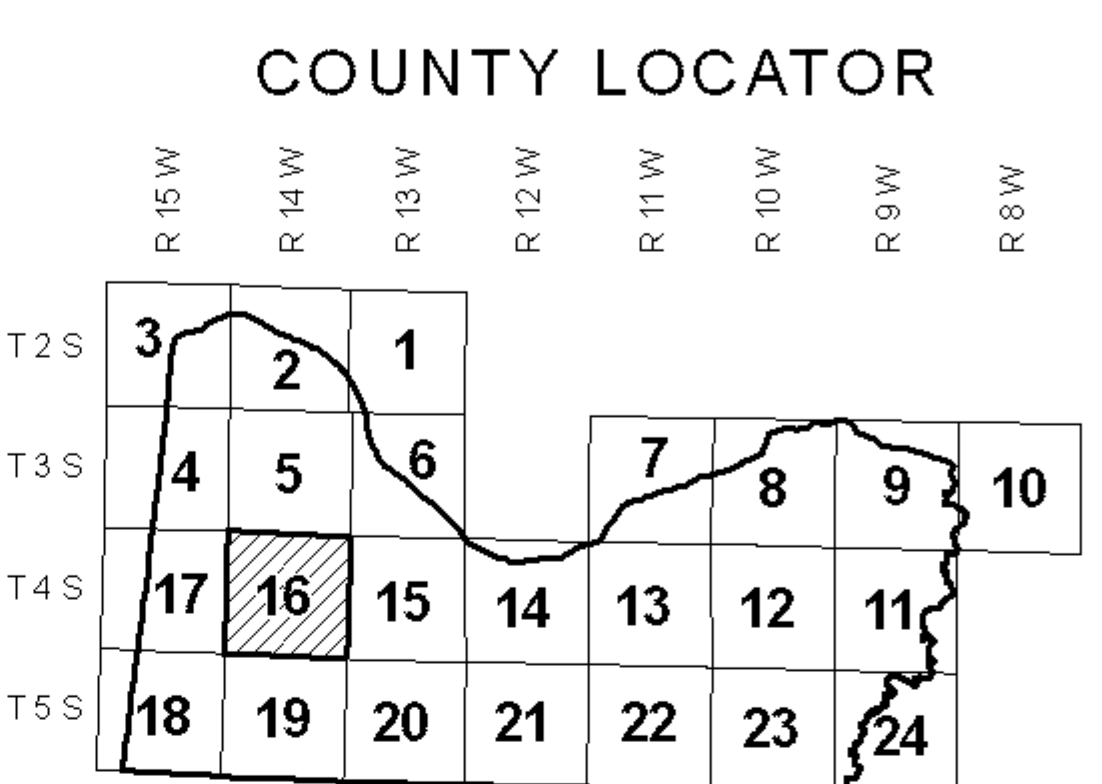 COUNTY LOCATOR
R 15 W R 14 W R 13 W R 12 W R 11 W R 10 W R 9 W R 8 W
T 2 S 3 2 1
T 3 S 4 5 6 7 8 9 10
T 4 S 17 16 15 14 13 12 11
T 5 S 18 19 20 21 22 23 24